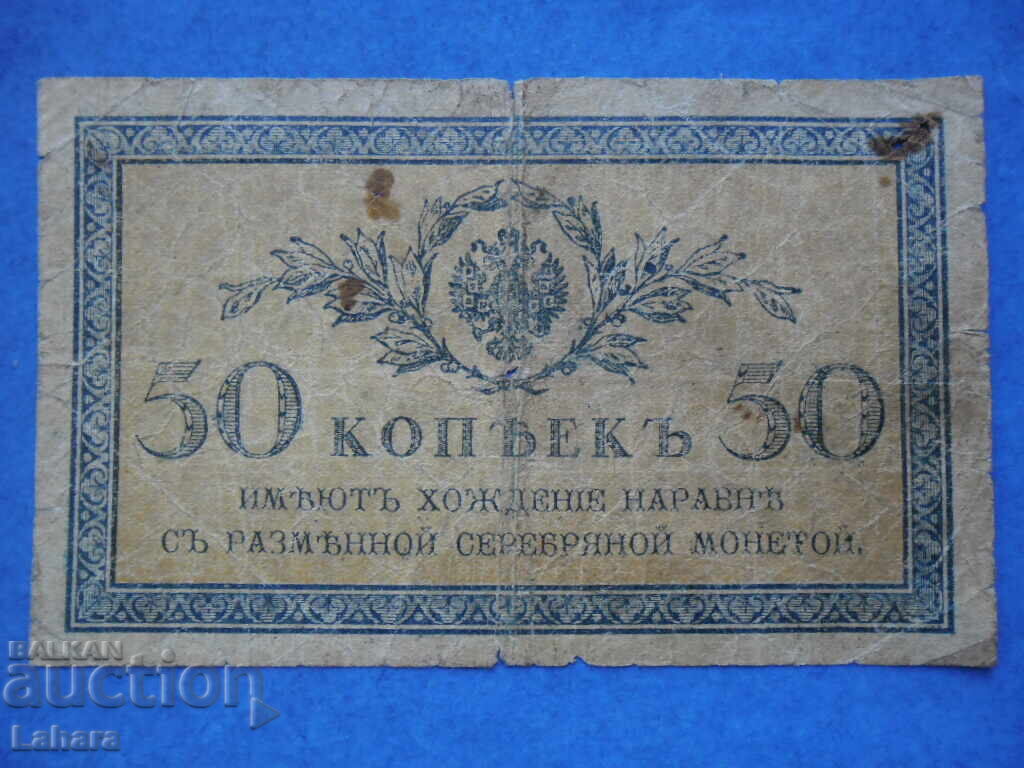 50 КОПѢЕКЪ 50
ИМѢЮТЪ ХОЖДЕНІЕ НАРАВНѢ
СЪ РАЗМѢННОЙ СЕРЕБРЯНОЙ МОНЕТОЙ.
BALKAN
auction
Lahara